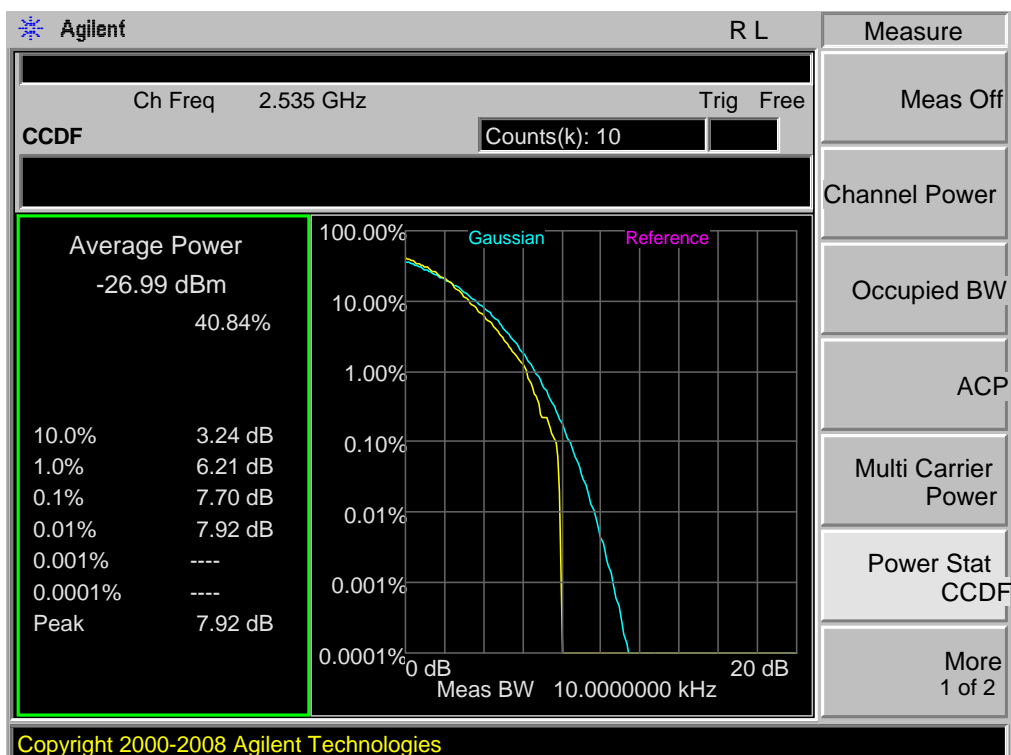 Agilent R L
Measure
Ch Freq 2.535 GHz Trig Free
CCDF
Counts(k): 10
Meas Off
Channel Power
Occupied BW
ACP
Multi Carrier
Power
Power Stat
CCDF
More
1 of 2
Average Power
-26.99 dBm
40.84%
10.0% 3.24 dB
1.0% 6.21 dB
0.1% 7.70 dB
0.01% 7.92 dB
0.001% ----
0.0001% ----
Peak 7.92 dB
Gaussian Reference
100.00%
10.00%
1.00%
0.10%
0.01%
0.001%
0.0001%
0 dB 20 dB
Meas BW 10.0000000 kHz
Copyright 2000-2008 Agilent Technologies